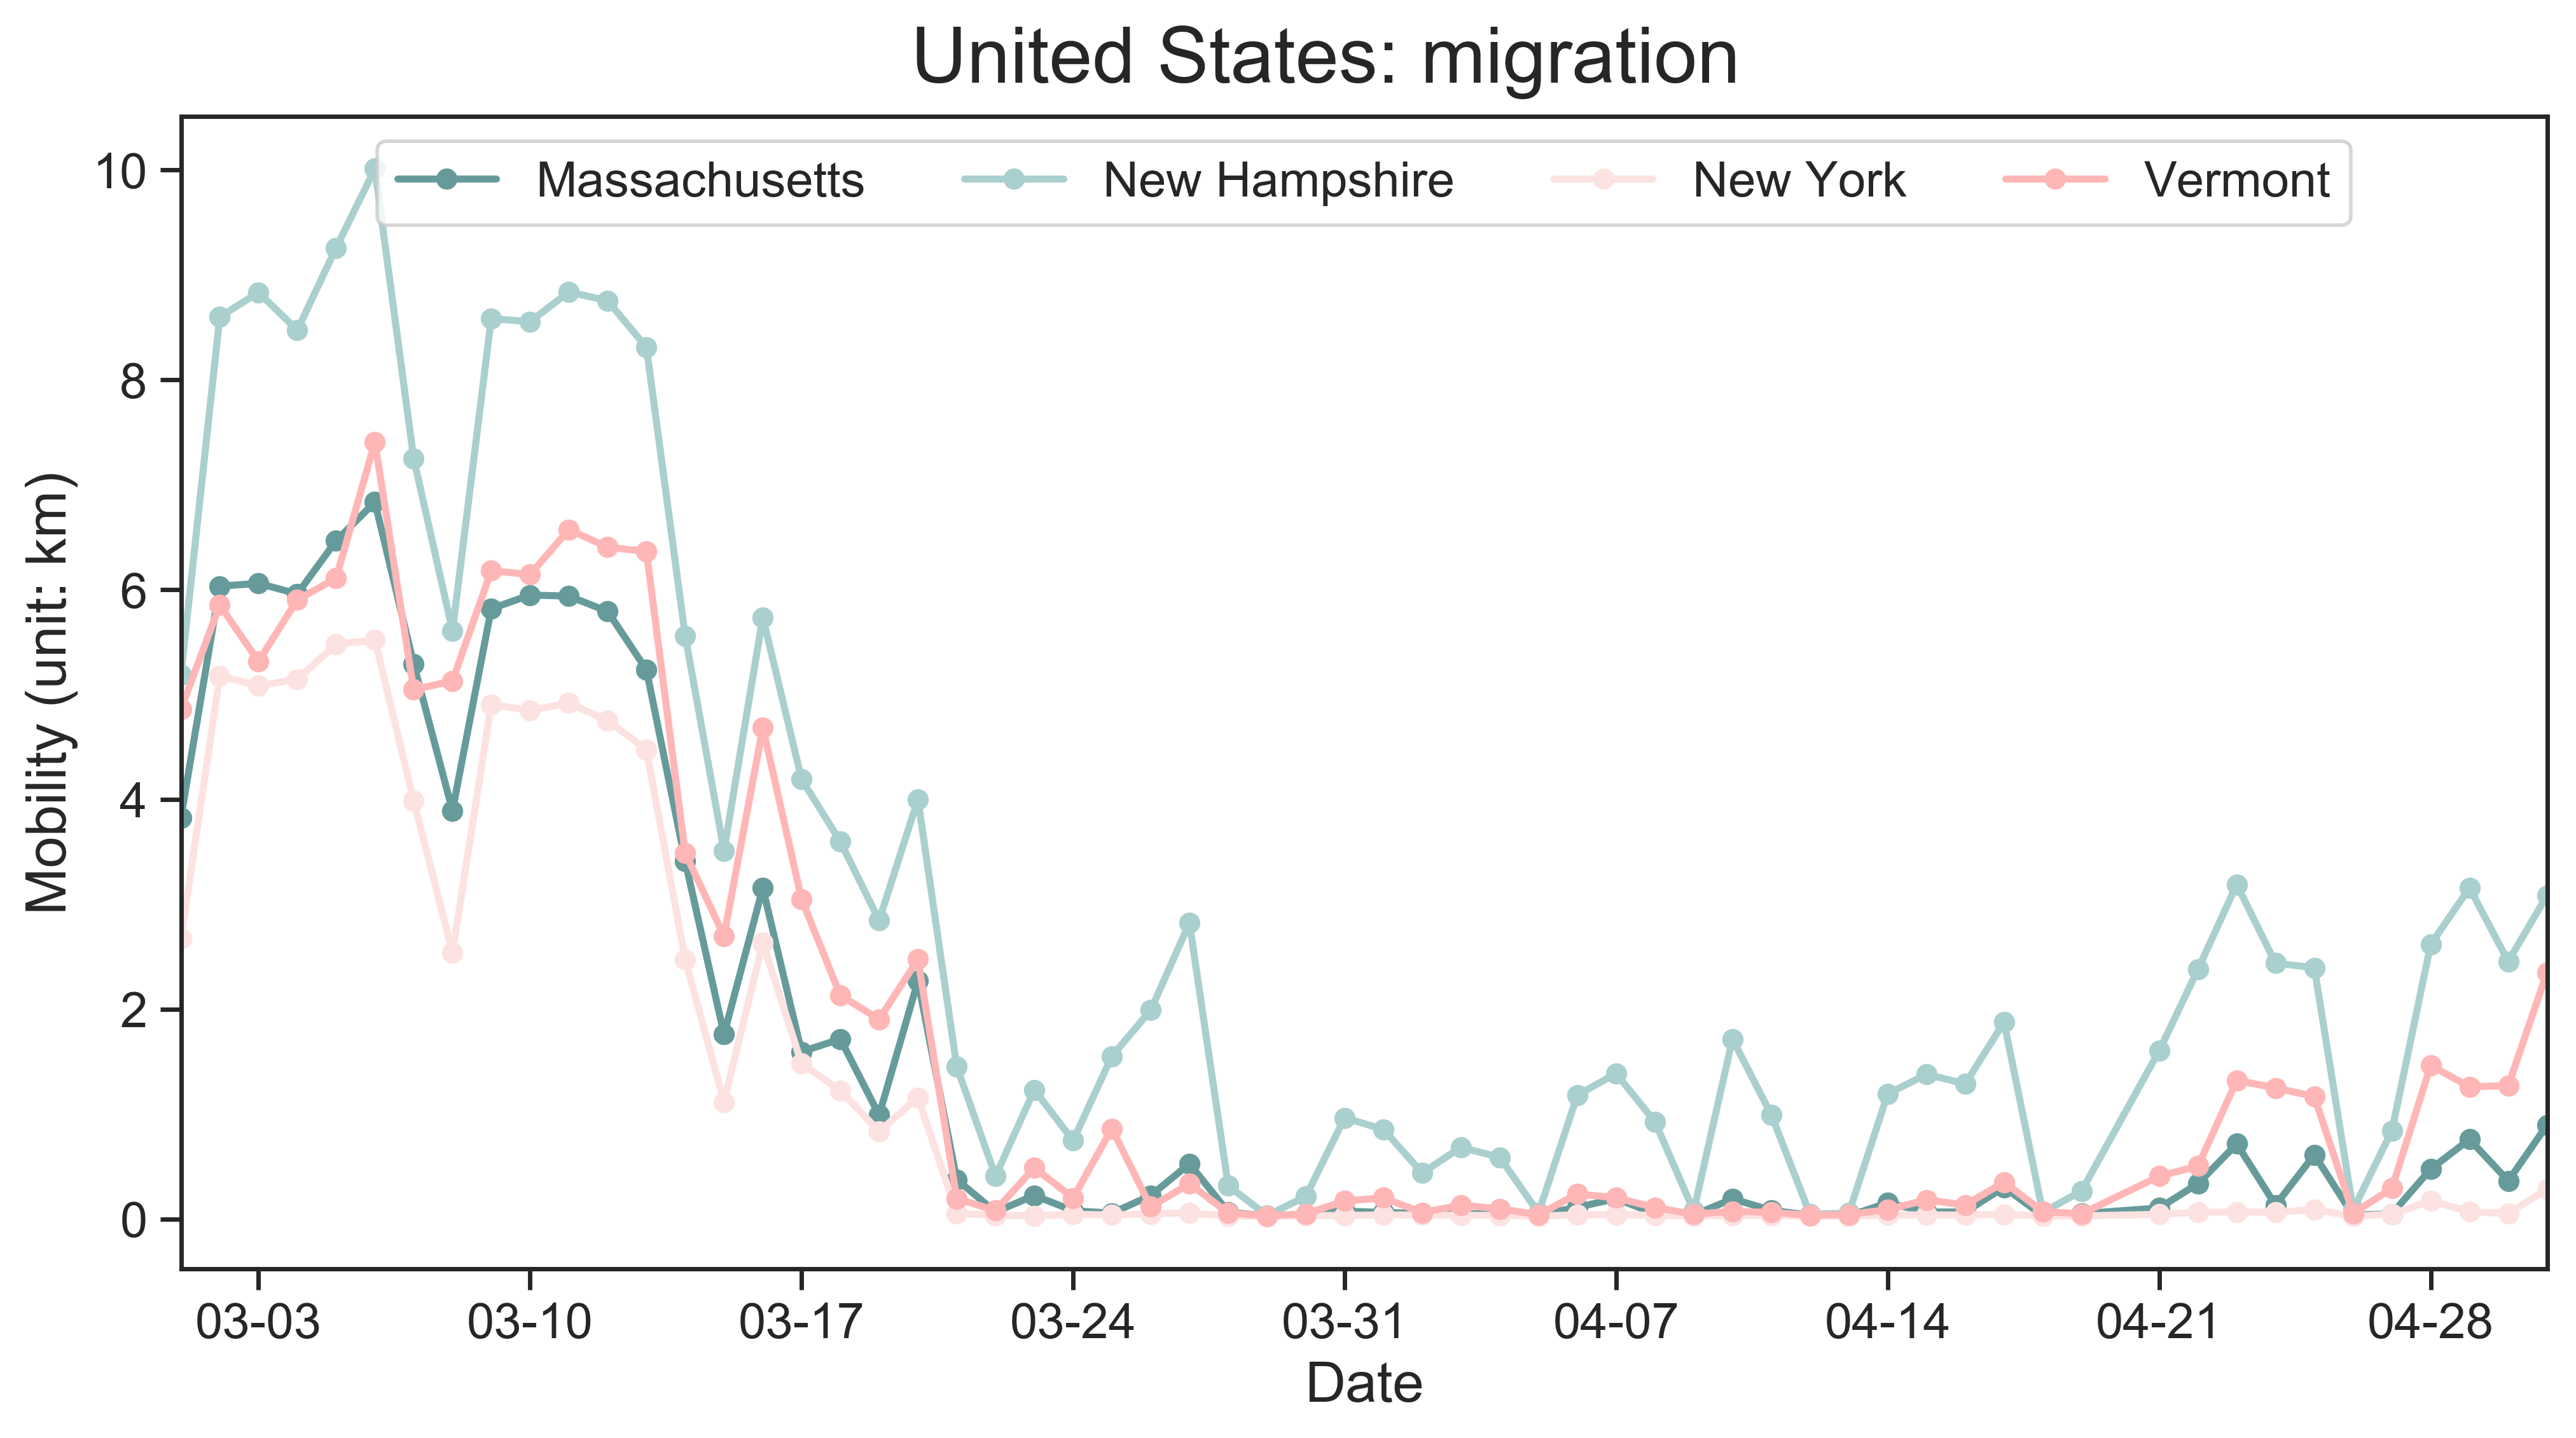 United States: migration
Massachusetts New Hampshire New York Vermont
10
8
6
4
2
0
Mobility (unit: km)
03-03 03-10 03-17 03-24 03-31 04-07 04-14 04-21 04-28
Date